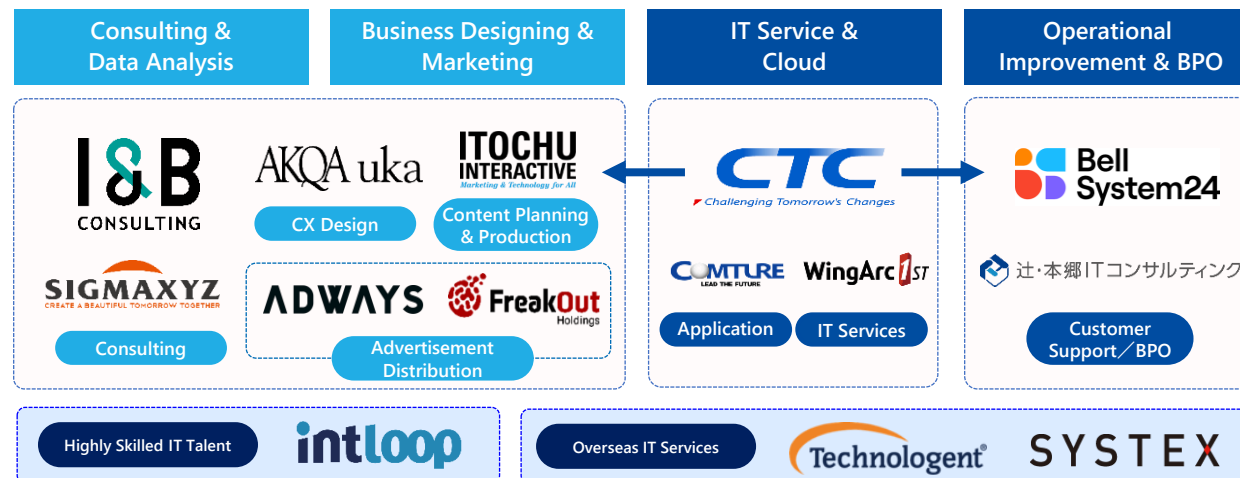 Consulting &
Data Analysis
Business Designing &
Marketing
IT Service &
Cloud
Operational
Improvement & BPO
I&B
CONSULTING
AKQA uka
CX Design
ITOCHU
INTERACTIVE
Marketing & Technology for All
Content Planning
& Production
SIGMAXYZ
CREATE A BEAUTIFUL TOMORROW TOGETHER
Consulting
ADWAYS
FreakOut
Holdings
Advertisement
Distribution
CTC
Challenging Tomorrow's Changes
COMTURE
LEAD THE FUTURE
WingArc1ST
Application
IT Services
Bell
System24
辻・本郷ITコンサルティング
Customer
Support／BPO
Highly Skilled IT Talent
intloop
Overseas IT Services
Technologent®
SYSTEX